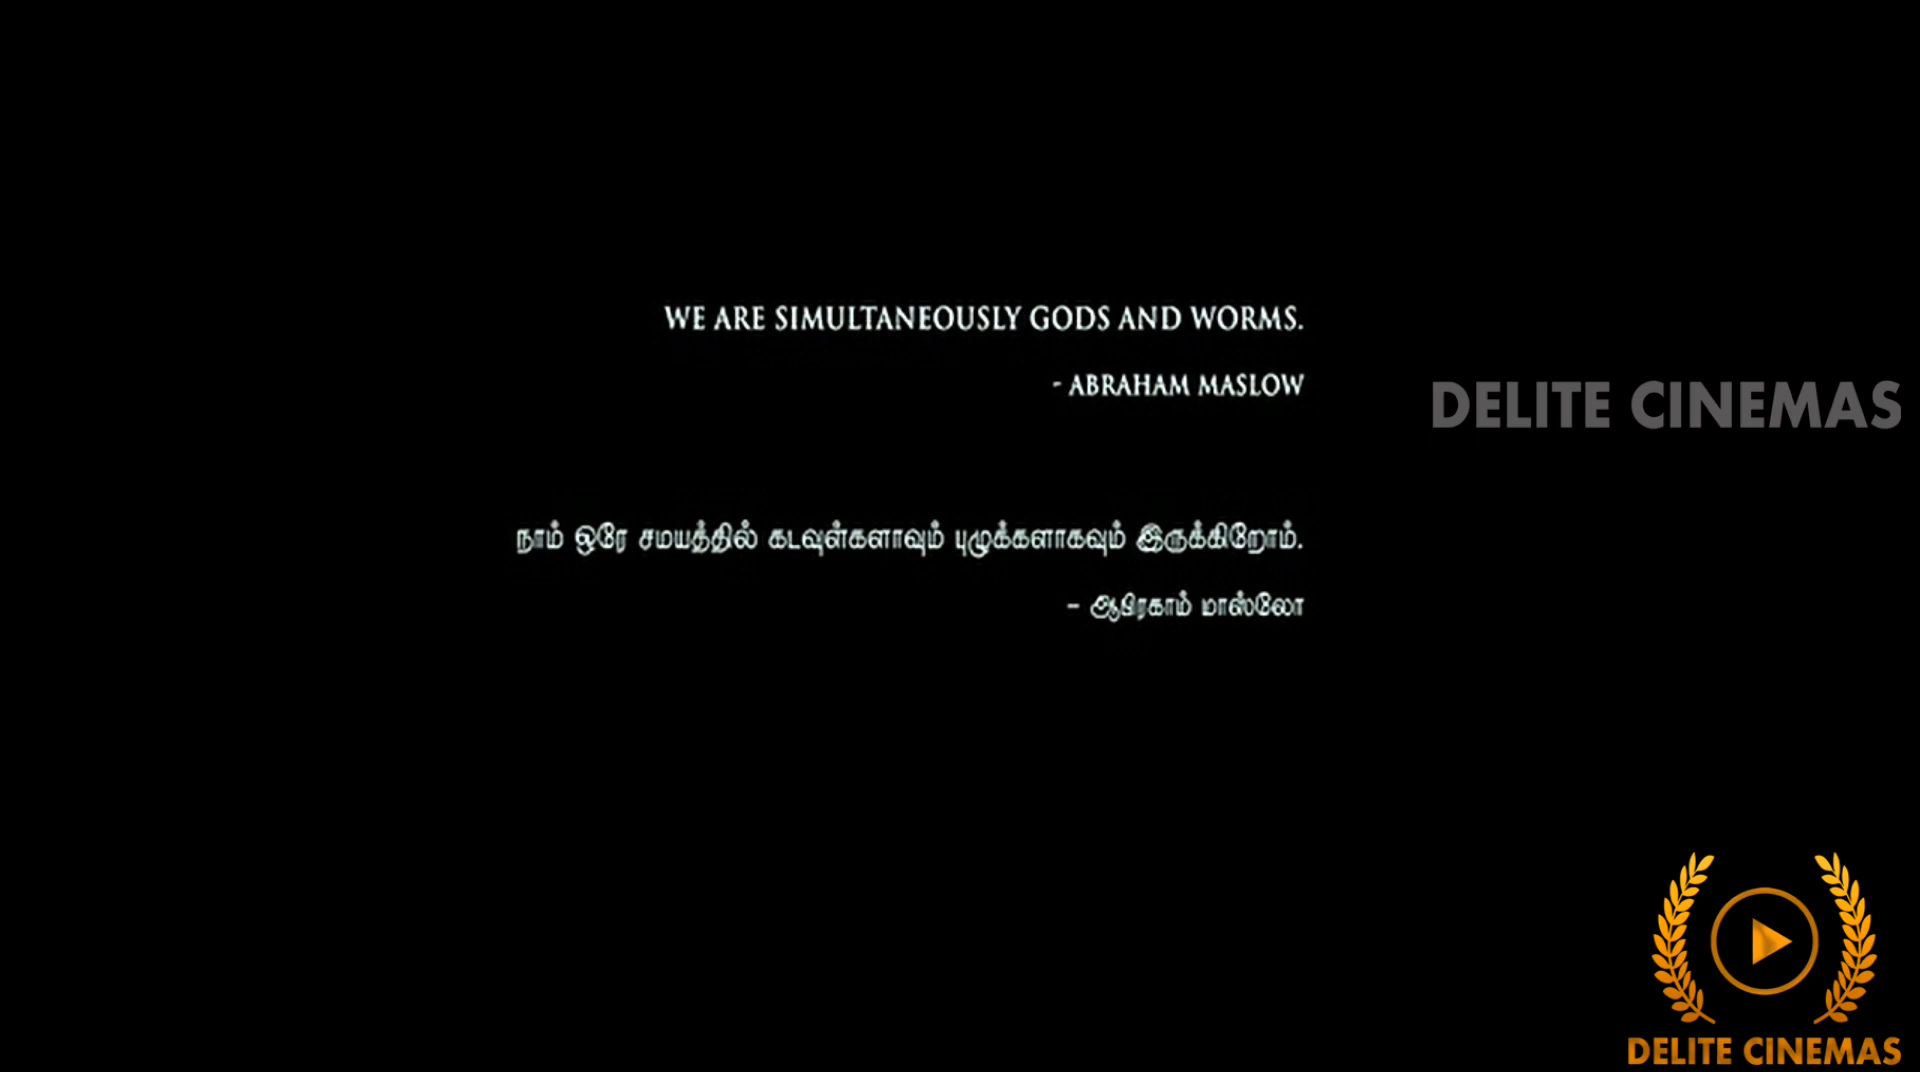 WE ARE SIMULTANEOUSLY GODS AND WORMS.
- ABRAHAM MASLOW
DELITE CINEMAS
நாம் ஒரே சமயத்தில் கடவுள்களாவும் புழுக்களாகவும் இருக்கிறோம்.
– ஆபிரகாம் மாஸ்லோ
DELITE CINEMAS